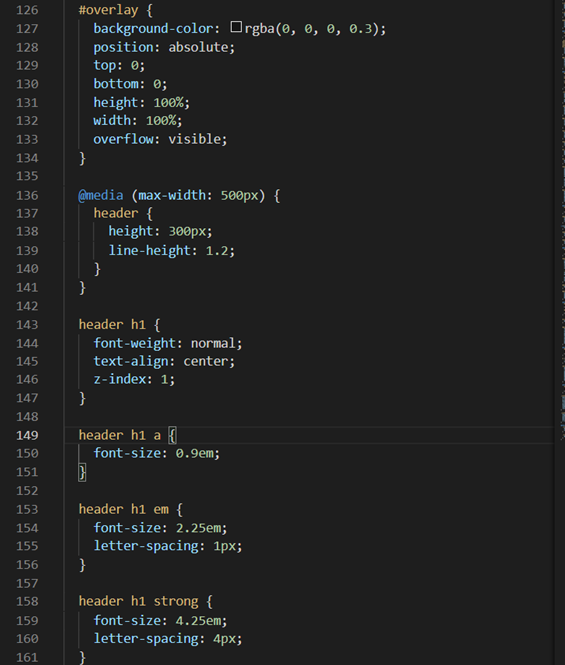 126 #overlay {
127   background-color: rgba(0, 0, 0, 0.3);
128   position: absolute;
129   top: 0;
130   bottom: 0;
131   height: 100%;
132   width: 100%;
133   overflow: visible;
134 }
135
136 @media (max-width: 500px) {
137   header {
138     height: 300px;
139     line-height: 1.2;
140   }
141 }
142
143 header h1 {
144   font-weight: normal;
145   text-align: center;
146   z-index: 1;
147 }
148
149 header h1 a {
150   font-size: 0.9em;
151 }
152
153 header h1 em {
154   font-size: 2.25em;
155   letter-spacing: 1px;
156 }
157
158 header h1 strong {
159   font-size: 4.25em;
160   letter-spacing: 4px;
161 }